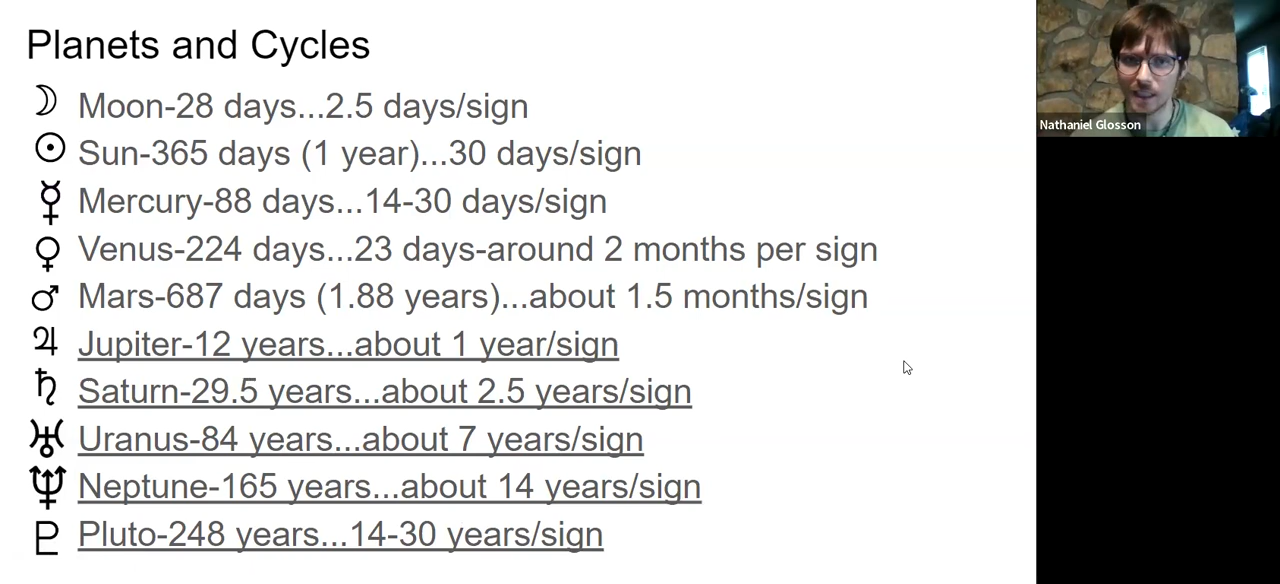 Planets and Cycles
Moon-28 days...2.5 days/sign
Sun-365 days (1 year)...30 days/sign
Mercury-88 days...14-30 days/sign
Venus-224 days...23 days-around 2 months per sign
Mars-687 days (1.88 years)...about 1.5 months/sign
Jupiter-12 years...about 1 year/sign
Saturn-29.5 years...about 2.5 years/sign
Uranus-84 years...about 7 years/sign
Neptune-165 years...about 14 years/sign
Pluto-248 years...14-30 years/sign
Nathaniel Glosson